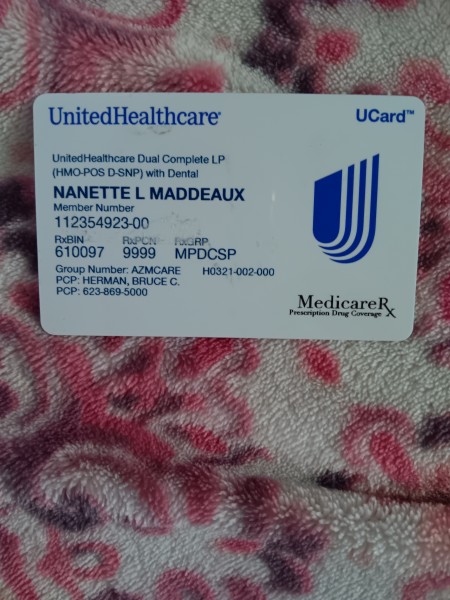 UnitedHealthcare®
UCard™
UnitedHealthcare Dual Complete LP
(HMO-POS D-SNP) with Dental
NANETTE L MADDEAUX
Member Number
112354923-00
RxBIN RxPCN RxGRP
610097 9999 MPDCSP
Group Number: AZMCARE H0321-002-000
PCP: HERMAN, BRUCE C.
PCP: 623-869-5000
MedicareRx
Prescription Drug Coverage